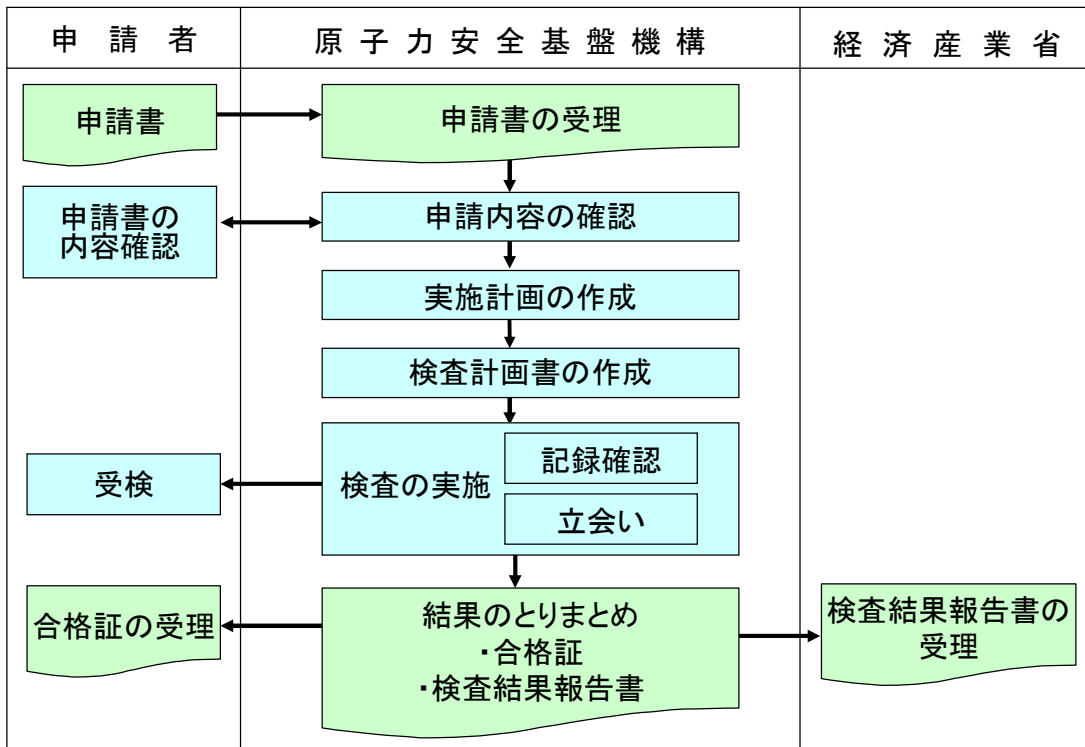 申請者
原子力安全基盤機構
経済産業省
申請書
申請書の受理
申請書の
内容確認
申請内容の確認
実施計画の作成
検査計画書の作成
検査の実施
記録確認
立会い
受検
合格証の受理
結果のとりまとめ
・合格証
・検査結果報告書
検査結果報告書の
受理